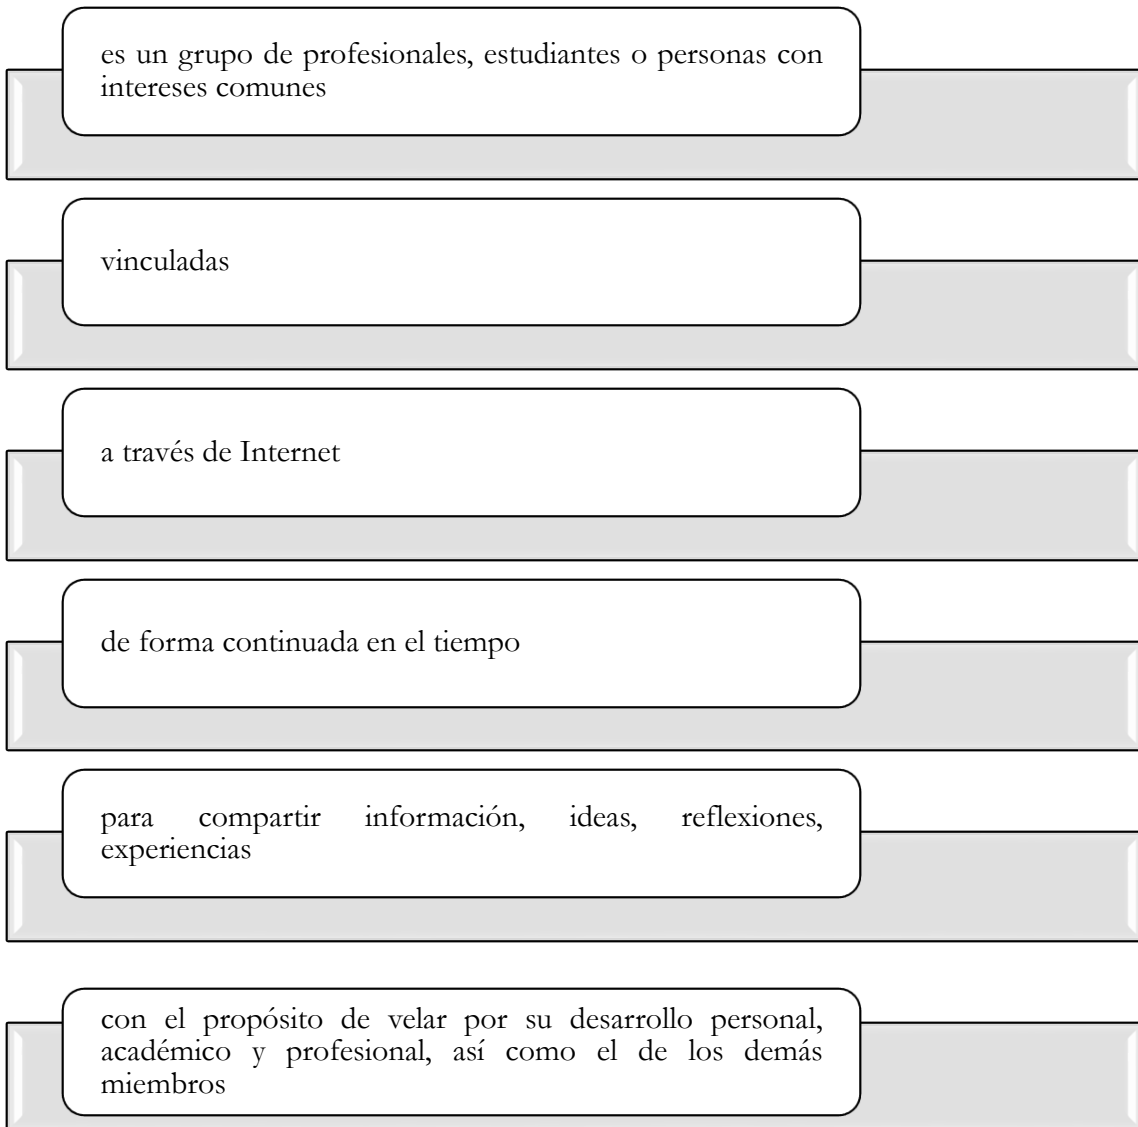 es un grupo de profesionales, estudiantes o personas con
intereses comunes
vinculadas
a través de Internet
de forma continuada en el tiempo
para compartir información, ideas, reflexiones,
experiencias
con el propósito de velar por su desarrollo personal,
académico y profesional, así como el de los demás
miembros